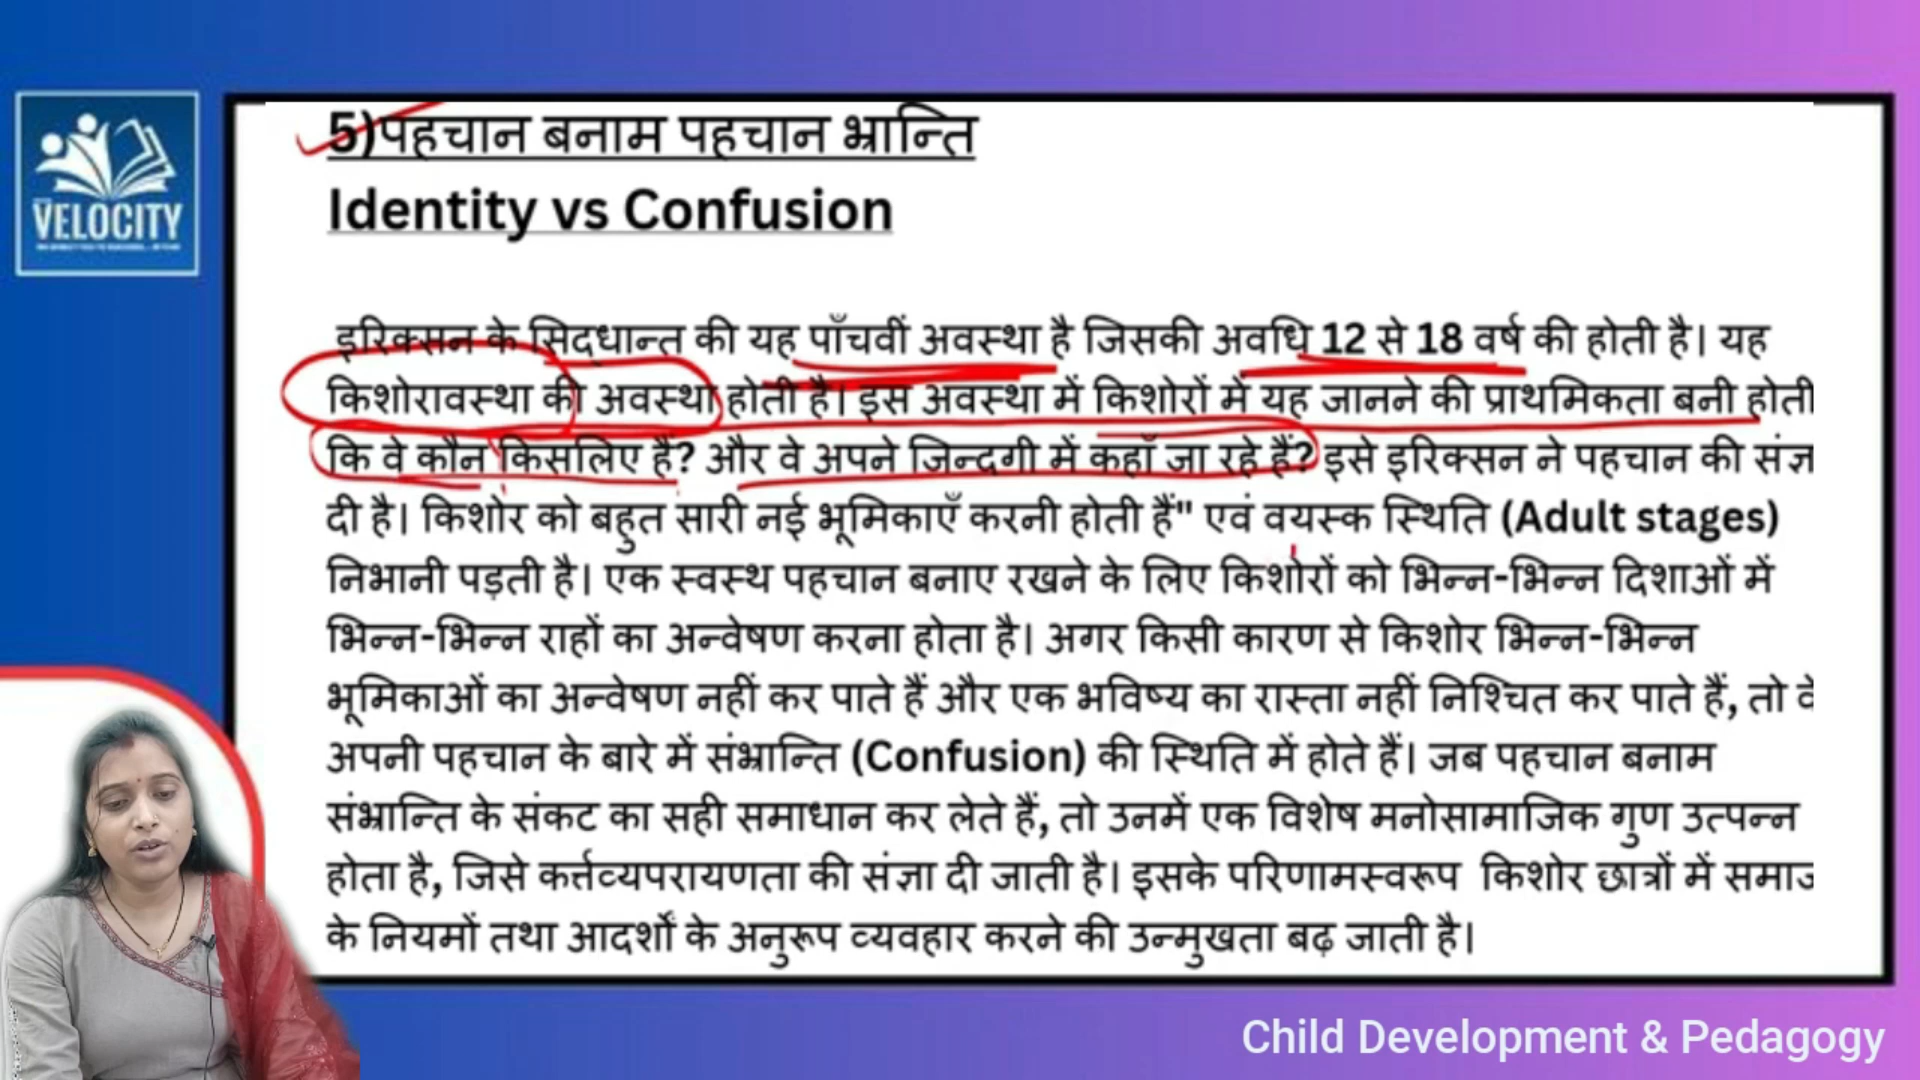 5)पहचान बनाम पहचान भ्रान्ति
Identity vs Confusion
VELOCITY
इरिक्सन के सिद्धान्त की यह पाँचवीं अवस्था है जिसकी अवधि 12 से 18 वर्ष की होती है। यह
किशोरावस्था की अवस्था होती है। इस अवस्था में किशोरों में यह जानने की प्राथमिकता बनी होती
कि वे कौन किसलिए हैं? और वे अपने जिन्दगी में कहाँ जा रहे हैं? इसे इरिक्सन ने पहचान की संज्ञ
दी है। किशोर को बहुत सारी नई भूमिकाएँ करनी होती हैं" एवं वयस्क स्थिति (Adult stages)
निभानी पड़ती है। एक स्वस्थ पहचान बनाए रखने के लिए किशोरों को भिन्न-भिन्न दिशाओं में
भिन्न-भिन्न राहों का अन्वेषण करना होता है। अगर किसी कारण से किशोर भिन्न-भिन्न
भूमिकाओं का अन्वेषण नहीं कर पाते हैं और एक भविष्य का रास्ता नहीं निश्चित कर पाते हैं, तो वे
अपनी पहचान के बारे में संभ्रान्ति (Confusion) की स्थिति में होते हैं। जब पहचान बनाम
संभ्रान्ति के संकट का सही समाधान कर लेते हैं, तो उनमें एक विशेष मनोसामाजिक गुण उत्पन्न
होता है, जिसे कर्त्तव्यपरायणता की संज्ञा दी जाती है। इसके परिणामस्वरूप किशोर छात्रों में समाज
के नियमों तथा आदर्शों के अनुरूप व्यवहार करने की उन्मुखता बढ़ जाती है।
Child Development & Pedagogy